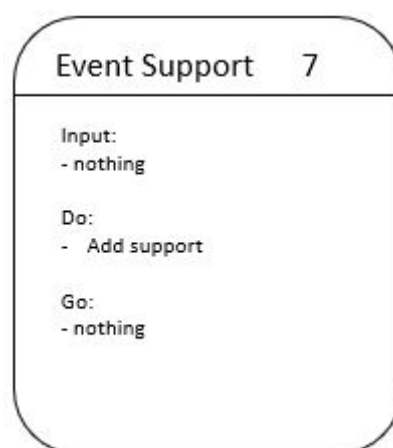 Event Support 7
Input:
- nothing
Do:
- Add support
Go:
- nothing